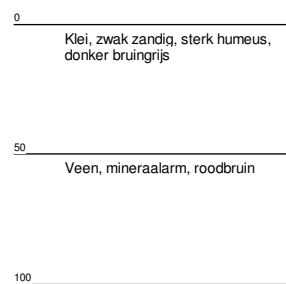 0
Klei, zwak zandig, sterk humeus,
donker bruingrijs
50
Veen, mineraalarm, roodbruin
100